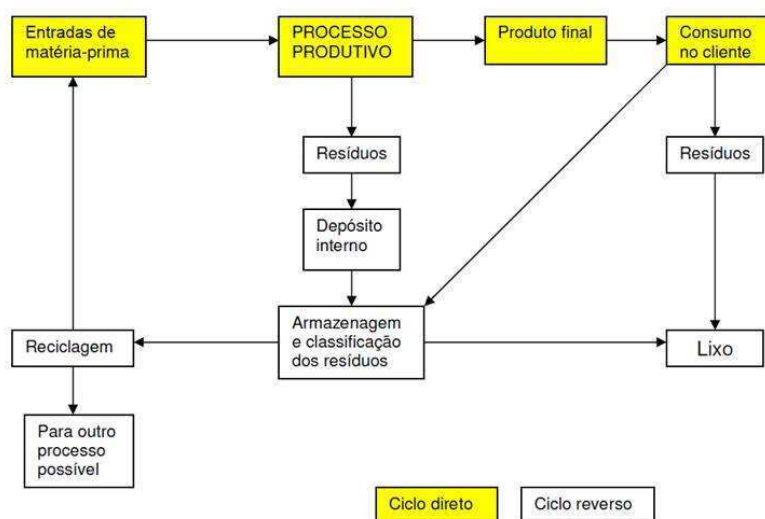 Entradas de
matéria-prima
PROCESSO
PRODUTIVO
Produto final
Consumo
no cliente
Resíduos
Resíduos
Depósito
interno
Armazenagem
e classificação
dos resíduos
Reciclagem
Lixo
Para outro
processo
possível
Ciclo direto
Ciclo reverso